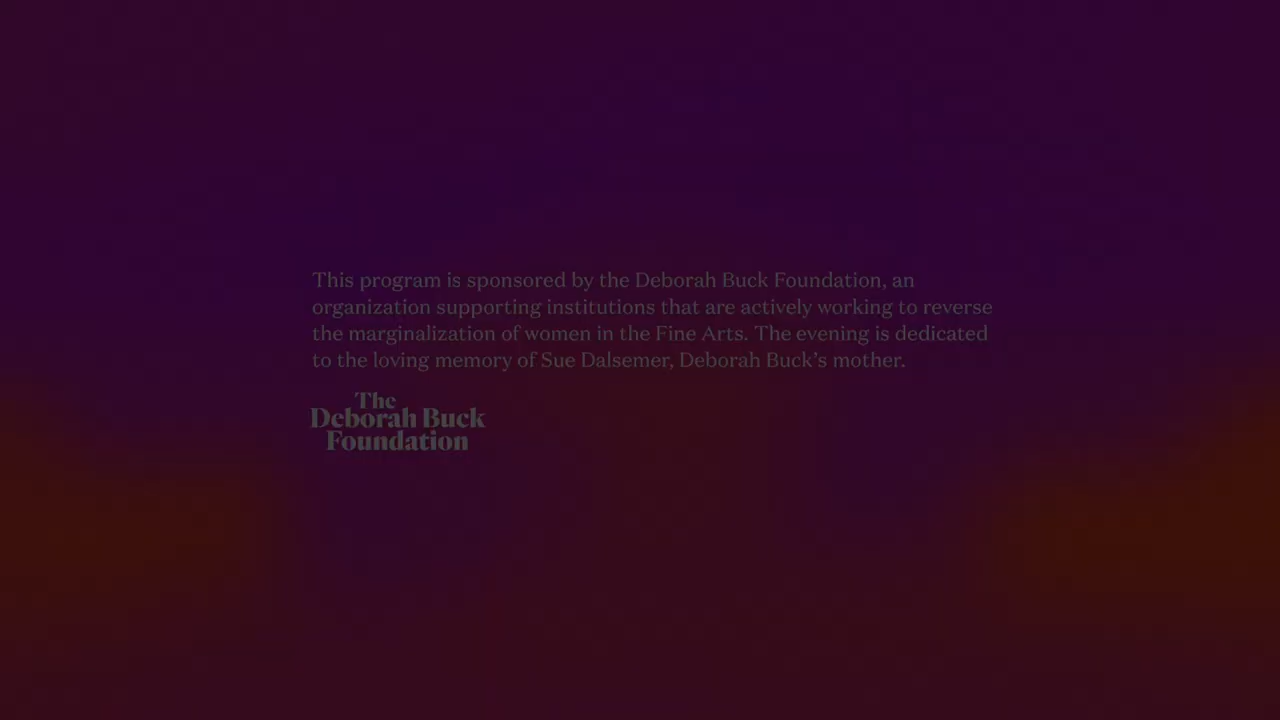 This program is sponsored by the Deborah Buck Foundation, an
organization supporting institutions that are actively working to reverse
the marginalization of women in the Fine Arts. The evening is dedicated
to the loving memory of Sue Dalsemer, Deborah Buck’s mother.
The
Deborah Buck
Foundation